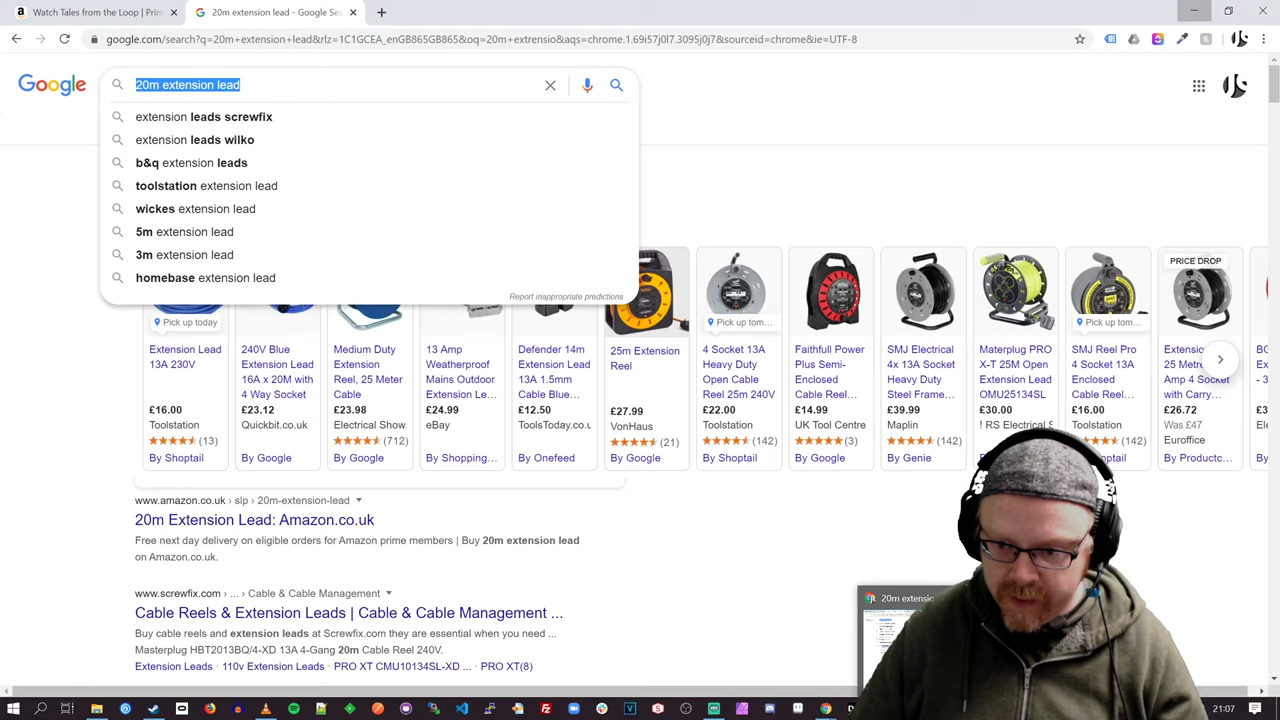 Watch Tales from the Loop | Prim
20m extension lead - Google Sea
google.com/search?q=20m+extension+lead&rlz=1C1GCEA_enGB865GB865&oq=20m+extrensio&aqs=chrome.1.69i57j0l7.3095j0j7&sourceid=chrome&ie=UTF-8
Google
20m extension lead
extension leads screwfix
extension leads wilko
b&q extension leads
toolstation extension lead
wickes extension lead
5m extension lead
3m extension lead
homebase extension lead
Report inappropriate predictions
PRICE DROP
Pick up today
Pick up tom...
Pick up tom...
Extension Lead
13A 230V
£16.00
Toolstation
(13)
By Shoptail
240V Blue
Extension Lead
16A x 20M with
4 Way Socket
£23.12
Quickbit.co.uk
By Google
Medium Duty
Extension
Reel, 25 Meter
Cable
£23.98
Electrical Show.
(712)
By Google
13 Amp
Weatherproof
Mains Outdoor
Extension Le...
£24.99
eBay
By Shopping...
Defender 14m
Extension Lead
13A 1.5mm
Cable Blue...
£12.50
ToolsToday.co.u
By Onefeed
25m Extension
Reel
£27.99
VonHaus
(21)
By Google
4 Socket 13A
Heavy Duty
Open Cable
Reel 25m 240V
£22.00
Toolstation
(142)
By Shoptail
Faithfull Power
Plus Semi-
Enclosed
Cable Reel...
£14.99
UK Tool Centre
(3)
By Google
SMJ Electrical
4x 13A Socket
Heavy Duty
Steel Frame...
£39.99
Maplin
(142)
By Genie
Materplug PRO
X-T 25M Open
Extension Lead
OMU25134SL
£30.00
! RS Electrical S
SMJ Reel Pro
4 Socket 13A
Enclosed
Cable Reel...
£16.00
Toolstation
(142)
Extens
25 Metre
Amp 4 Socket
with Carry...
£26.72
Was £47
Euroffice
By Productc...
www.amazon.co.uk › slp › 20m-extension-lead
20m Extension Lead: Amazon.co.uk
Free next day delivery on eligible orders for Amazon prime members | Buy 20m extension lead
on Amazon.co.uk.
www.screwfix.com › ... › Cable & Cable Management
Cable Reels & Extension Leads | Cable & Cable Management ...
Buy cable reels and extension leads at Screwfix.com they are essential when you need ...
Masterplug HBT2013BQ/4-XD 13A 4-Gang 20m Cable Reel 240V.
Extension Leads · 110v Extension Leads · PRO XT CMU10134SL-XD ... · PRO XT(8)
20m extensio
21:07